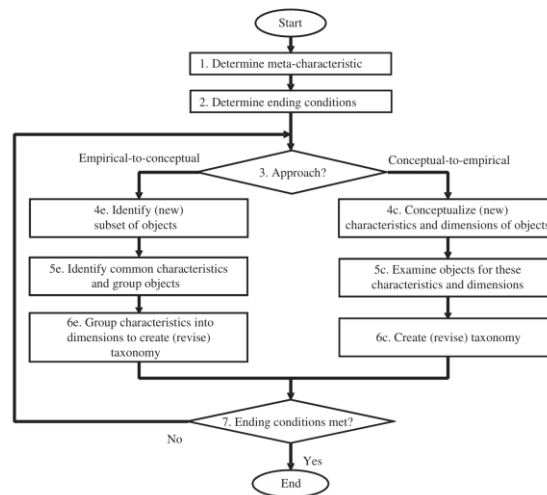 Start
1. Determine meta-characteristic
2. Determine ending conditions
Empirical-to-conceptual
Conceptual-to-empirical
3. Approach?
4e. Identify (new)
subset of objects
4c. Conceptualize (new)
characteristics and dimensions of objects
5e. Identify common characteristics
and group objects
5c. Examine objects for these
characteristics and dimensions
6e. Group characteristics into
dimensions to create (revise)
taxonomy
6c. Create (revise) taxonomy
7. Ending conditions met?
No
Yes
End